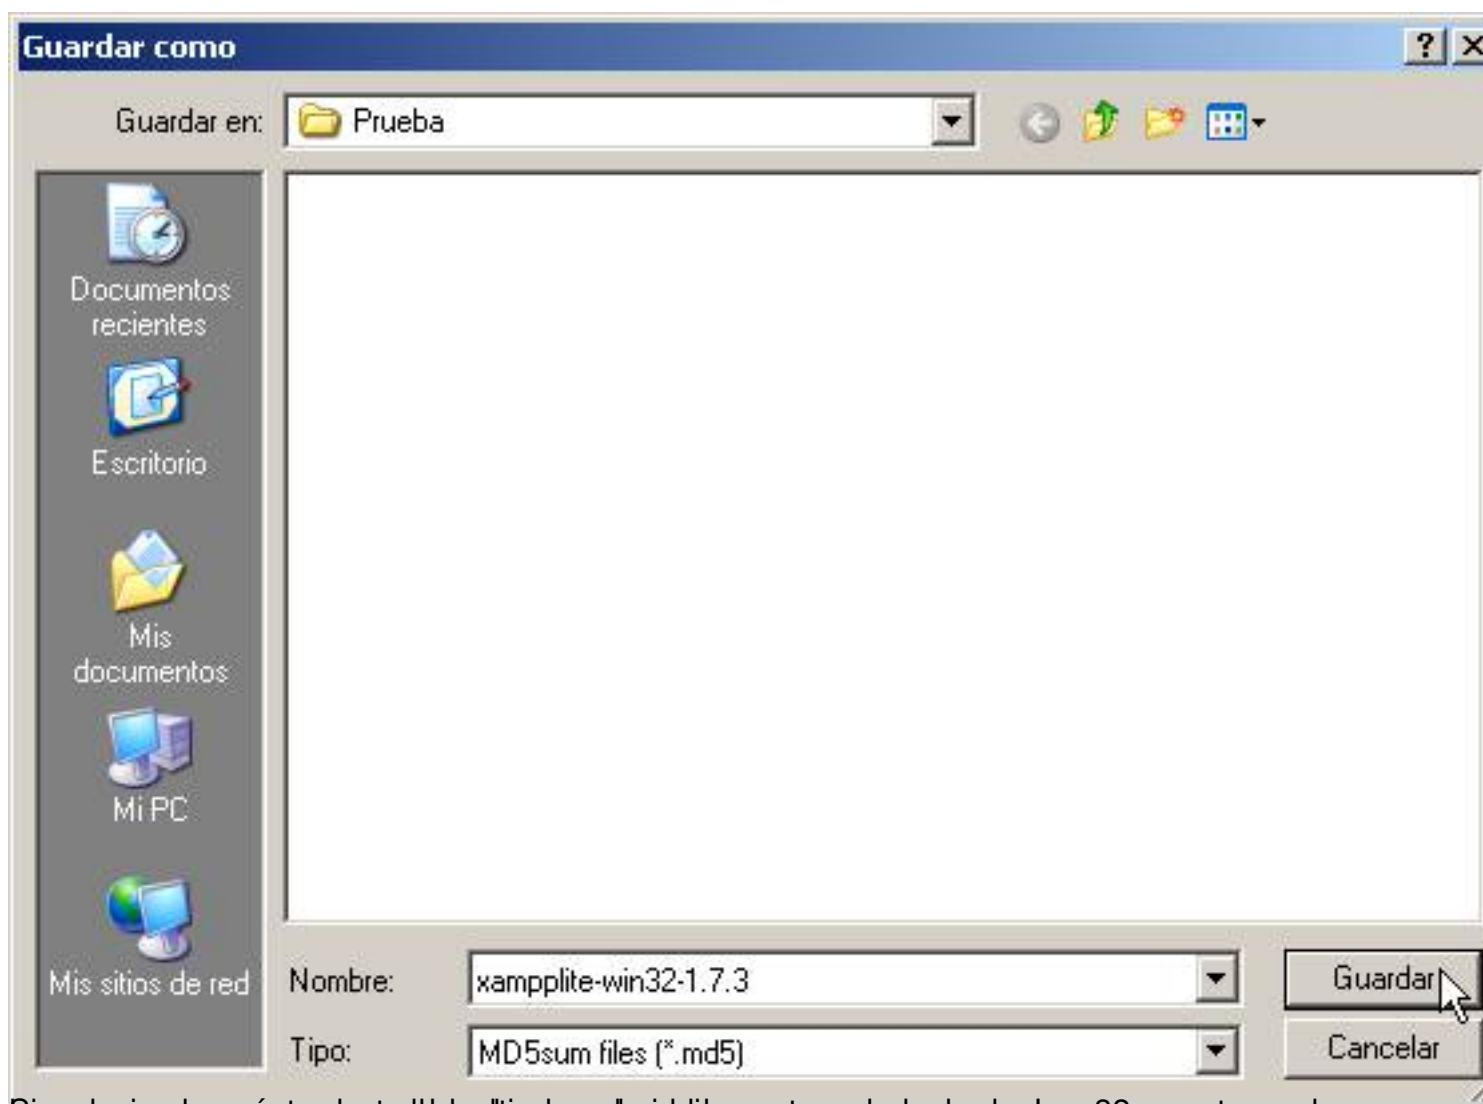 Guardar como
Guardar en:
Prueba
Documentos
recientes
Escritorio
Mis
documentos
Mi PC
Mis sitios de red
Nombre:
xampplite-win32-1.7.3
Guardar
Tipo:
MD5sum files (*.md5)
Cancelar